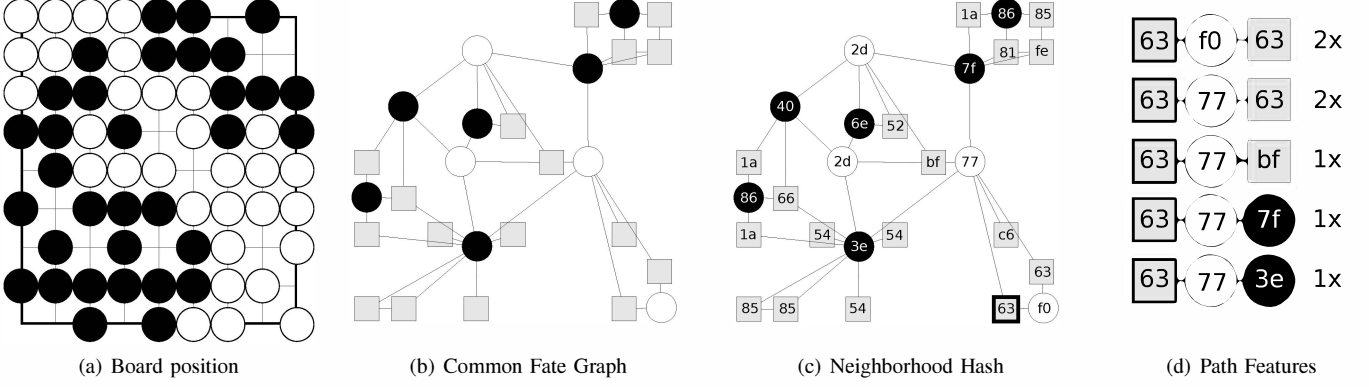 1a 86 85
2d 81 fe
7f
40
6e 52
1a 2d bf 77
86 66
1a 54 3e 54 c6
63
85 85 54 63 f0
63 f0 63 2x
63 77 63 2x
63 77 bf 1x
63 77 7f 1x
63 77 3e 1x
(a) Board position
(b) Common Fate Graph
(c) Neighborhood Hash
(d) Path Features